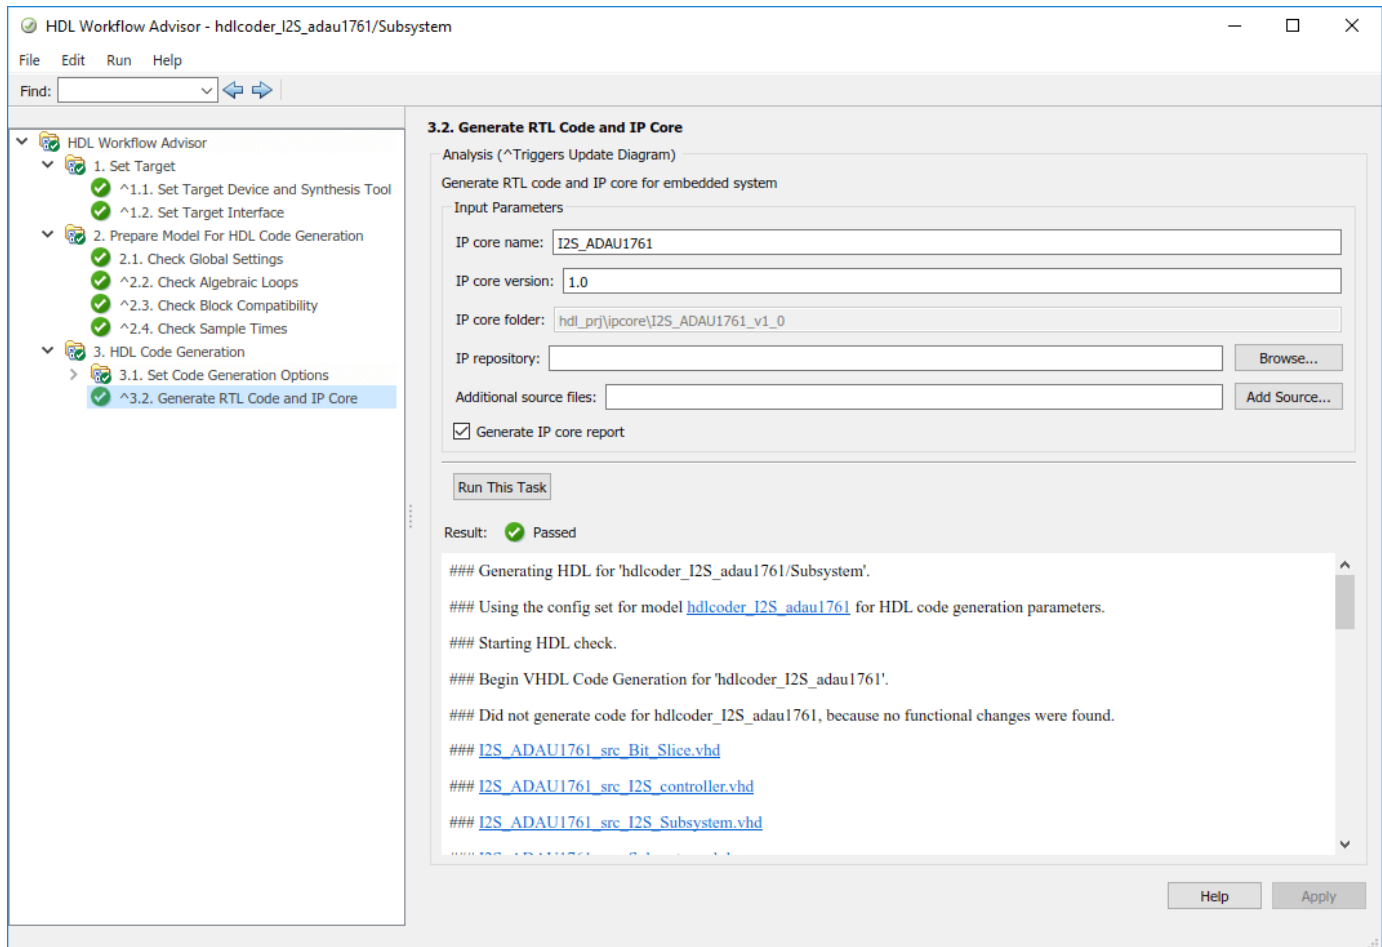 HDL Workflow Advisor - hdlcoder_I2S_adau1761/Subsystem
File Edit Run Help
Find:
HDL Workflow Advisor
1. Set Target
^1.1. Set Target Device and Synthesis Tool
^1.2. Set Target Interface
2. Prepare Model For HDL Code Generation
2.1. Check Global Settings
^2.2. Check Algebraic Loops
^2.3. Check Block Compatibility
^2.4. Check Sample Times
3. HDL Code Generation
3.1. Set Code Generation Options
^3.2. Generate RTL Code and IP Core
3.2. Generate RTL Code and IP Core
Analysis (^Triggers Update Diagram)
Generate RTL code and IP core for embedded system
Input Parameters
IP core name: I2S_ADAU1761
IP core version: 1.0
IP core folder: hdl_prj\ipcore\I2S_ADAU1761_v1_0
IP repository: Browse...
Additional source files: Add Source...
Generate IP core report
Run This Task
Result: Passed
### Generating HDL for 'hdlcoder_I2S_adau1761/Subsystem'.
### Using the config set for model hdlcoder_I2S_adau1761 for HDL code generation parameters.
### Starting HDL check.
### Begin VHDL Code Generation for 'hdlcoder_I2S_adau1761'.
### Did not generate code for hdlcoder_I2S_adau1761, because no functional changes were found.
### I2S_ADAU1761_src_Bit_Slice.vhd
### I2S_ADAU1761_src_I2S_controller.vhd
### I2S_ADAU1761_src_I2S_Subsystem.vhd
Help Apply